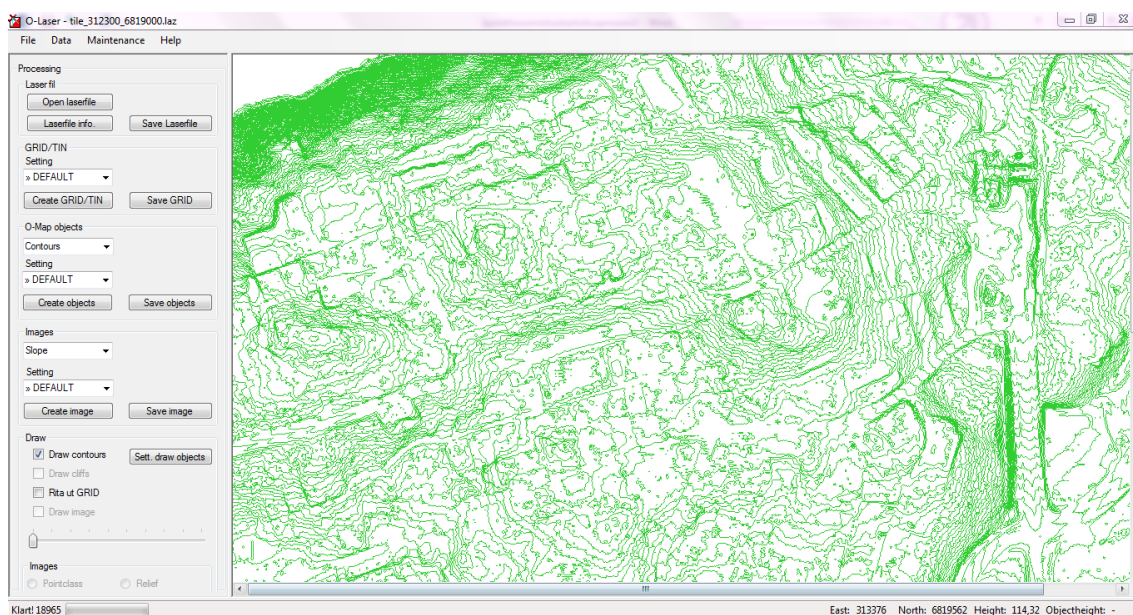 O-Laser - tile_312300_6819000.laz
File Data Maintenance Help
Processing
Laser fil
Open laserfile
Laserfile info. Save Laserfile
GRID/TIN
Setting
» DEFAULT
Create GRID/TIN Save GRID
O-Map objects
Contours
Setting
» DEFAULT
Create objects Save objects
Images
Slope
Setting
» DEFAULT
Create image Save image
Draw
Draw contours Sett. draw objects
Draw cliffs
Rita ut GRID
Draw image
Images
Pointclass Relief
Klart! 18965 East: 313376 North: 6819562 Height: 114,32 Objectheight: -